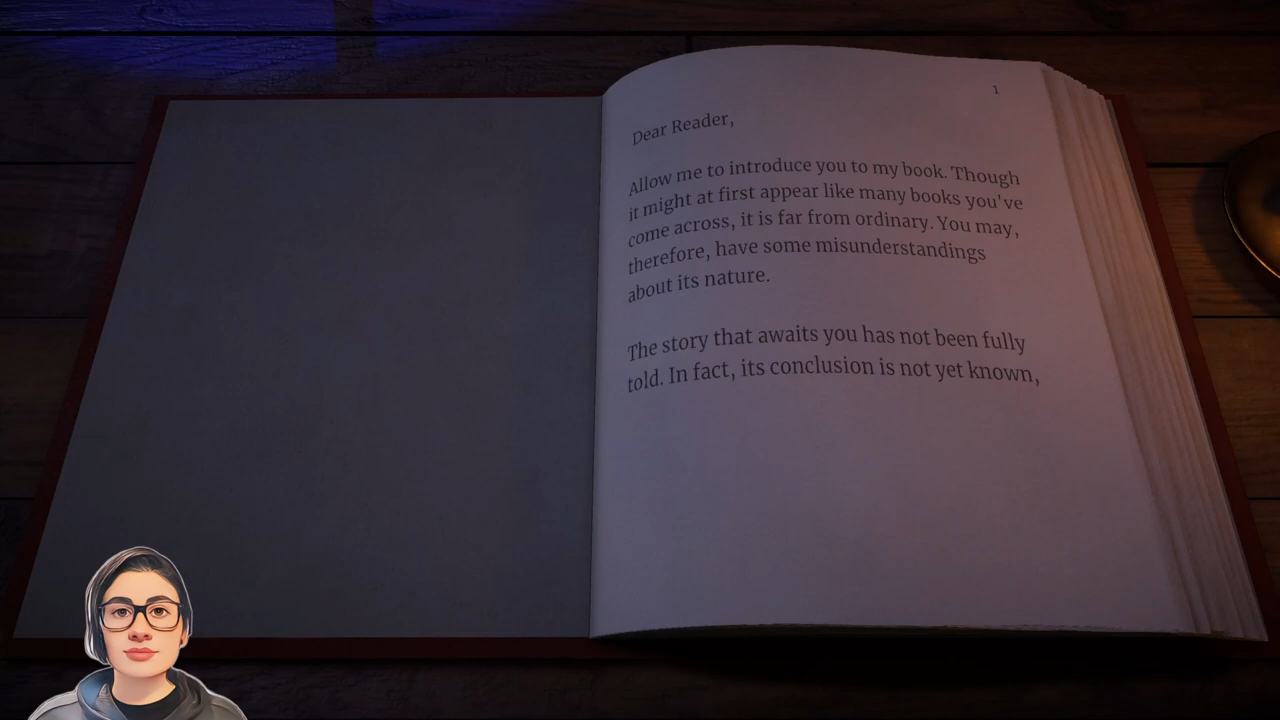 1
Dear Reader,
Allow me to introduce you to my book. Though
it might at first appear like many books you've
come across, it is far from ordinary. You may,
therefore, have some misunderstandings
about its nature.
The story that awaits you has not been fully
told. In fact, its conclusion is not yet known,